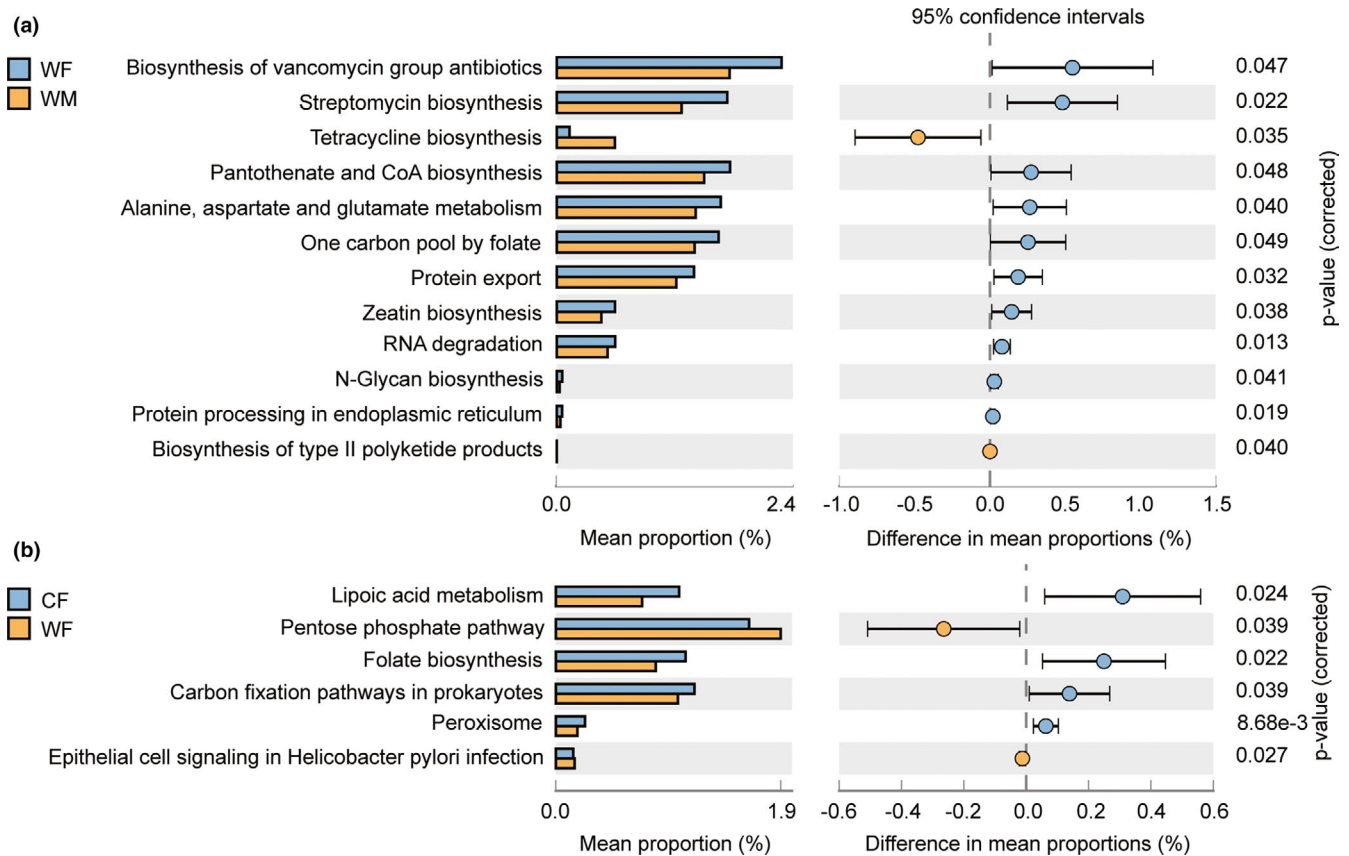 (a)
95% confidence intervals
WF
WM
Biosynthesis of vancomycin group antibiotics 0.047
Streptomycin biosynthesis 0.022
Tetracycline biosynthesis 0.035
Pantothenate and CoA biosynthesis 0.048
Alanine, aspartate and glutamate metabolism 0.040
One carbon pool by folate 0.049
Protein export 0.032
Zeatin biosynthesis 0.038
RNA degradation 0.013
N-Glycan biosynthesis 0.041
Protein processing in endoplasmic reticulum 0.019
Biosynthesis of type II polyketide products 0.040
p-value (corrected)
0.0 2.4 -1.0 -0.5 0.0 0.5 1.0 1.5
Mean proportion (%) Difference in mean proportions (%)
(b)
CF
WF
Lipoic acid metabolism 0.024
Pentose phosphate pathway 0.039
Folate biosynthesis 0.022
Carbon fixation pathways in prokaryotes 0.039
Peroxisome 8.68e-3
Epithelial cell signaling in Helicobacter pylori infection 0.027
p-value (corrected)
0.0 1.9 -0.6 -0.4 -0.2 0.0 0.2 0.4 0.6
Mean proportion (%) Difference in mean proportions (%)